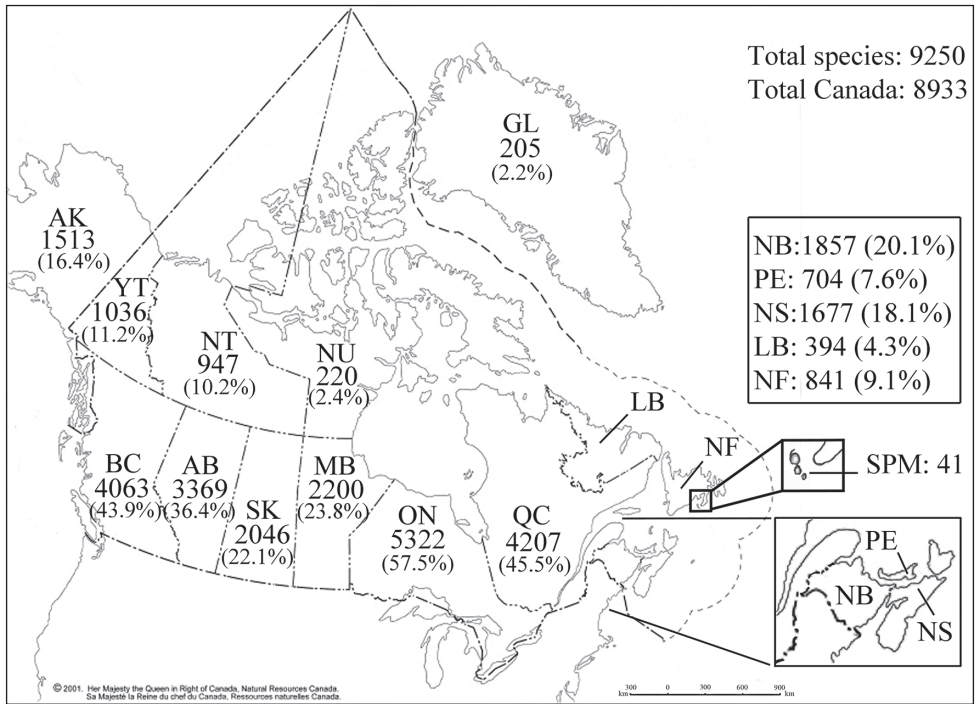 Total species: 9250
Total Canada: 8933
GL
205
(2.2%)
AK
1513
(16.4%)
YT
1036
(11.2%)
NT
947
(10.2%)
NU
220
(2.4%)
NB:1857 (20.1%)
PE: 704 (7.6%)
NS:1677 (18.1%)
LB: 394 (4.3%)
NF: 841 (9.1%)
LB
NF
SPM: 41
BC
4063
(43.9%)
AB
3369
(36.4%)
SK
2046
(22.1%)
MB
2200
(23.8%)
ON
5322
(57.5%)
QC
4207
(45.5%)
PE
NB
NS
© 2001. Her Majesty the Queen in Right of Canada, Natural Resources Canada.
Sa Majesté la Reine du chef du Canada, Ressources naturelles Canada.
300 0 300 600 900
km km